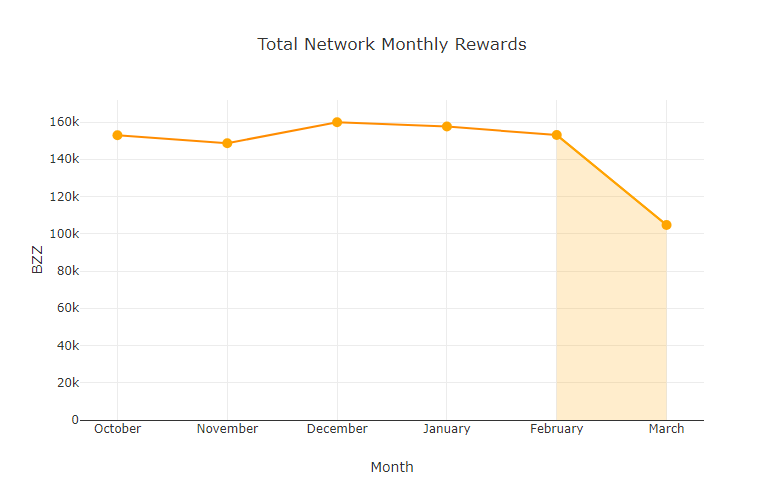 Total Network Monthly Rewards
160k
140k
120k
100k
80k
60k
40k
20k
0
BZZ
October November December January February March
Month